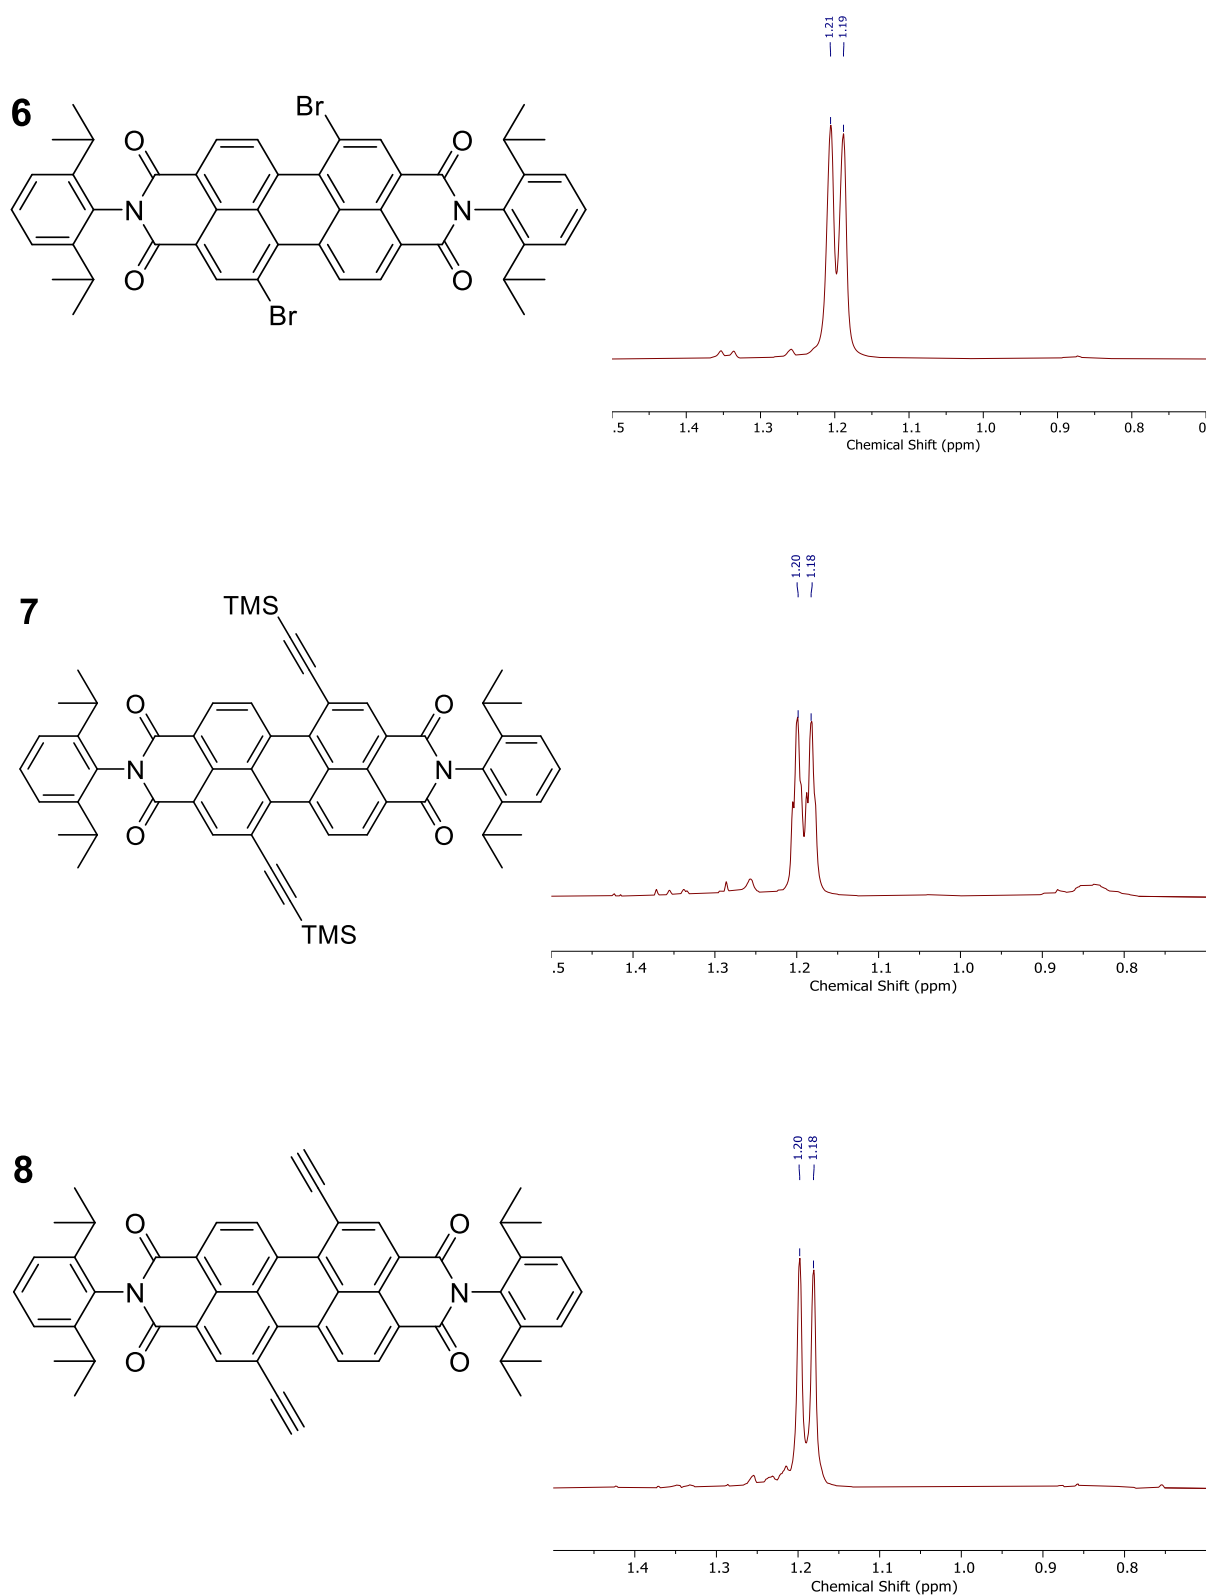 1.21
1.19
6
Br
O
O
N
N
O
O
Br
.5
1.4
1.3
1.2
1.1
1.0
0.9
0.8
0
Chemical Shift (ppm)
1.20
1.18
7
TMS
O
O
N
N
O
O
TMS
.5
1.4
1.3
1.2
1.1
1.0
0.9
0.8
Chemical Shift (ppm)
1.20
1.18
8
O
O
N
N
O
O
1.4
1.3
1.2
1.1
1.0
0.9
0.8
Chemical Shift (ppm)